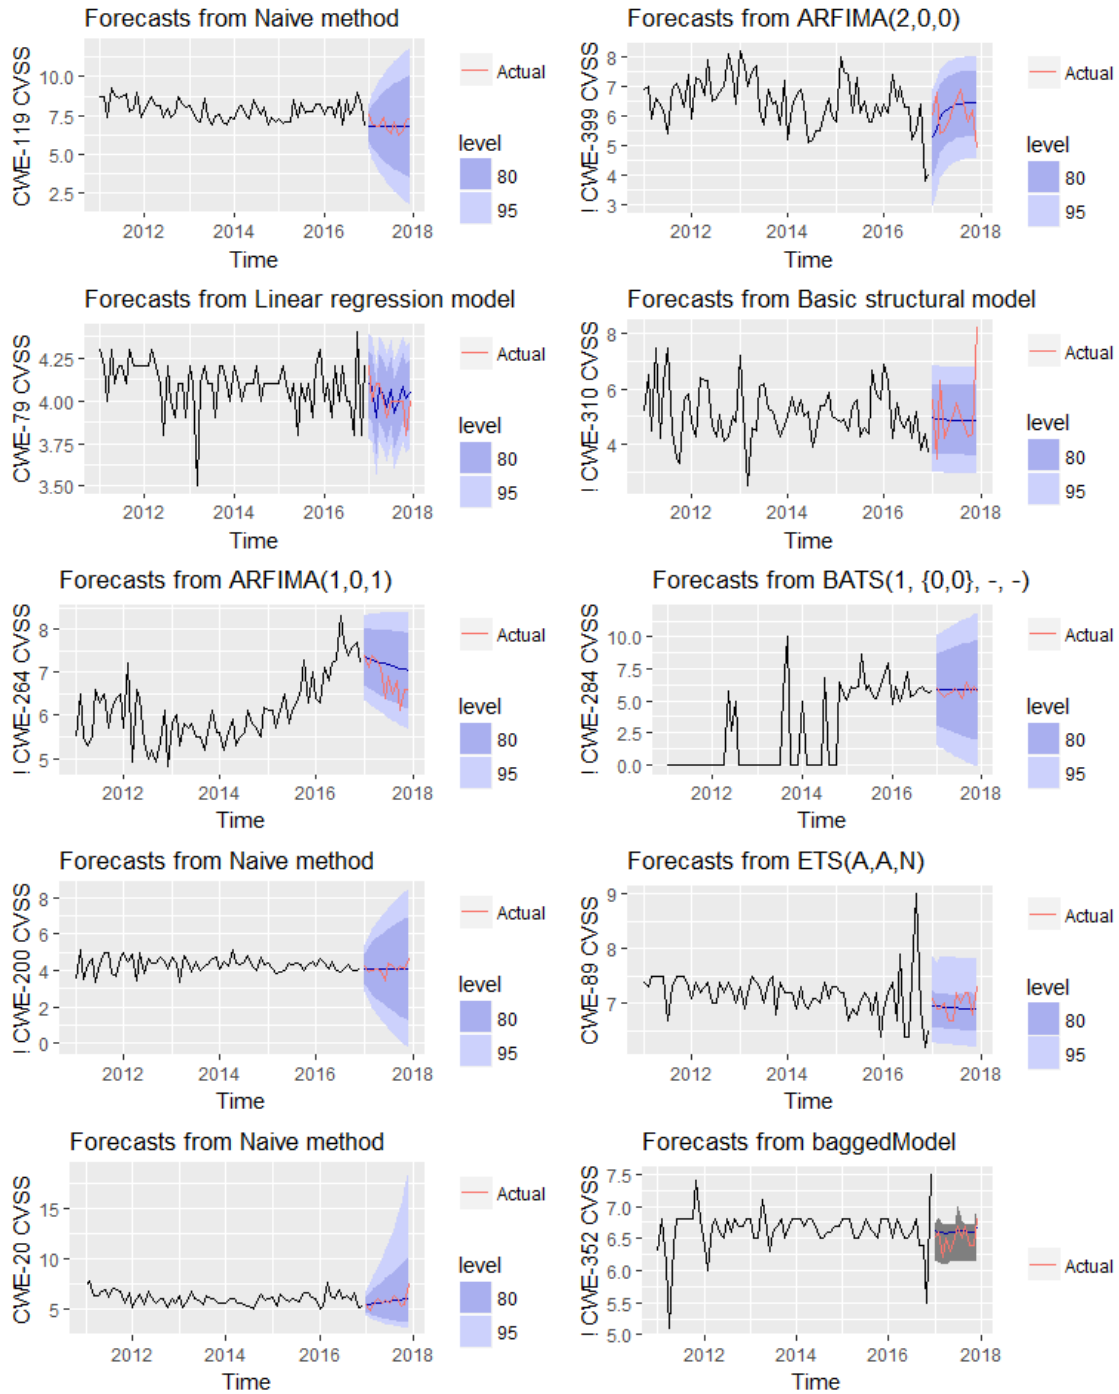 Forecasts from Naive method
CWE-119 CVSS
10.0
7.5
5.0
2.5
2012
2014
2016
2018
Time
Actual
level
80
95
Forecasts from ARFIMA(2,0,0)
! CWE-399 CVSS
8
7
6
5
4
3
2012
2014
2016
2018
Time
Actual
level
80
95
Forecasts from Linear regression model
CWE-79 CVSS
4.25
4.00
3.75
3.50
2012
2014
2016
2018
Time
Actual
level
80
95
Forecasts from Basic structural model
! CWE-310 CVSS
8
6
4
2012
2014
2016
2018
Time
Actual
level
80
95
Forecasts from ARFIMA(1,0,1)
! CWE-264 CVSS
8
7
6
5
2012
2014
2016
2018
Time
Actual
level
80
95
Forecasts from BATS(1, {0,0}, -, -)
! CWE-284 CVSS
10.0
7.5
5.0
2.5
0.0
2012
2014
2016
2018
Time
Actual
level
80
95
Forecasts from Naive method
! CWE-200 CVSS
8
6
4
2
0
2012
2014
2016
2018
Time
Actual
level
80
95
Forecasts from ETS(A,A,N)
CWE-89 CVSS
9
8
7
2012
2014
2016
2018
Time
Actual
level
80
95
Forecasts from Naive method
CWE-20 CVSS
15
10
5
2012
2014
2016
2018
Time
Actual
level
80
95
Forecasts from baggedModel
! CWE-352 CVSS
7.5
7.0
6.5
6.0
5.5
5.0
2012
2014
2016
2018
Time
Actual